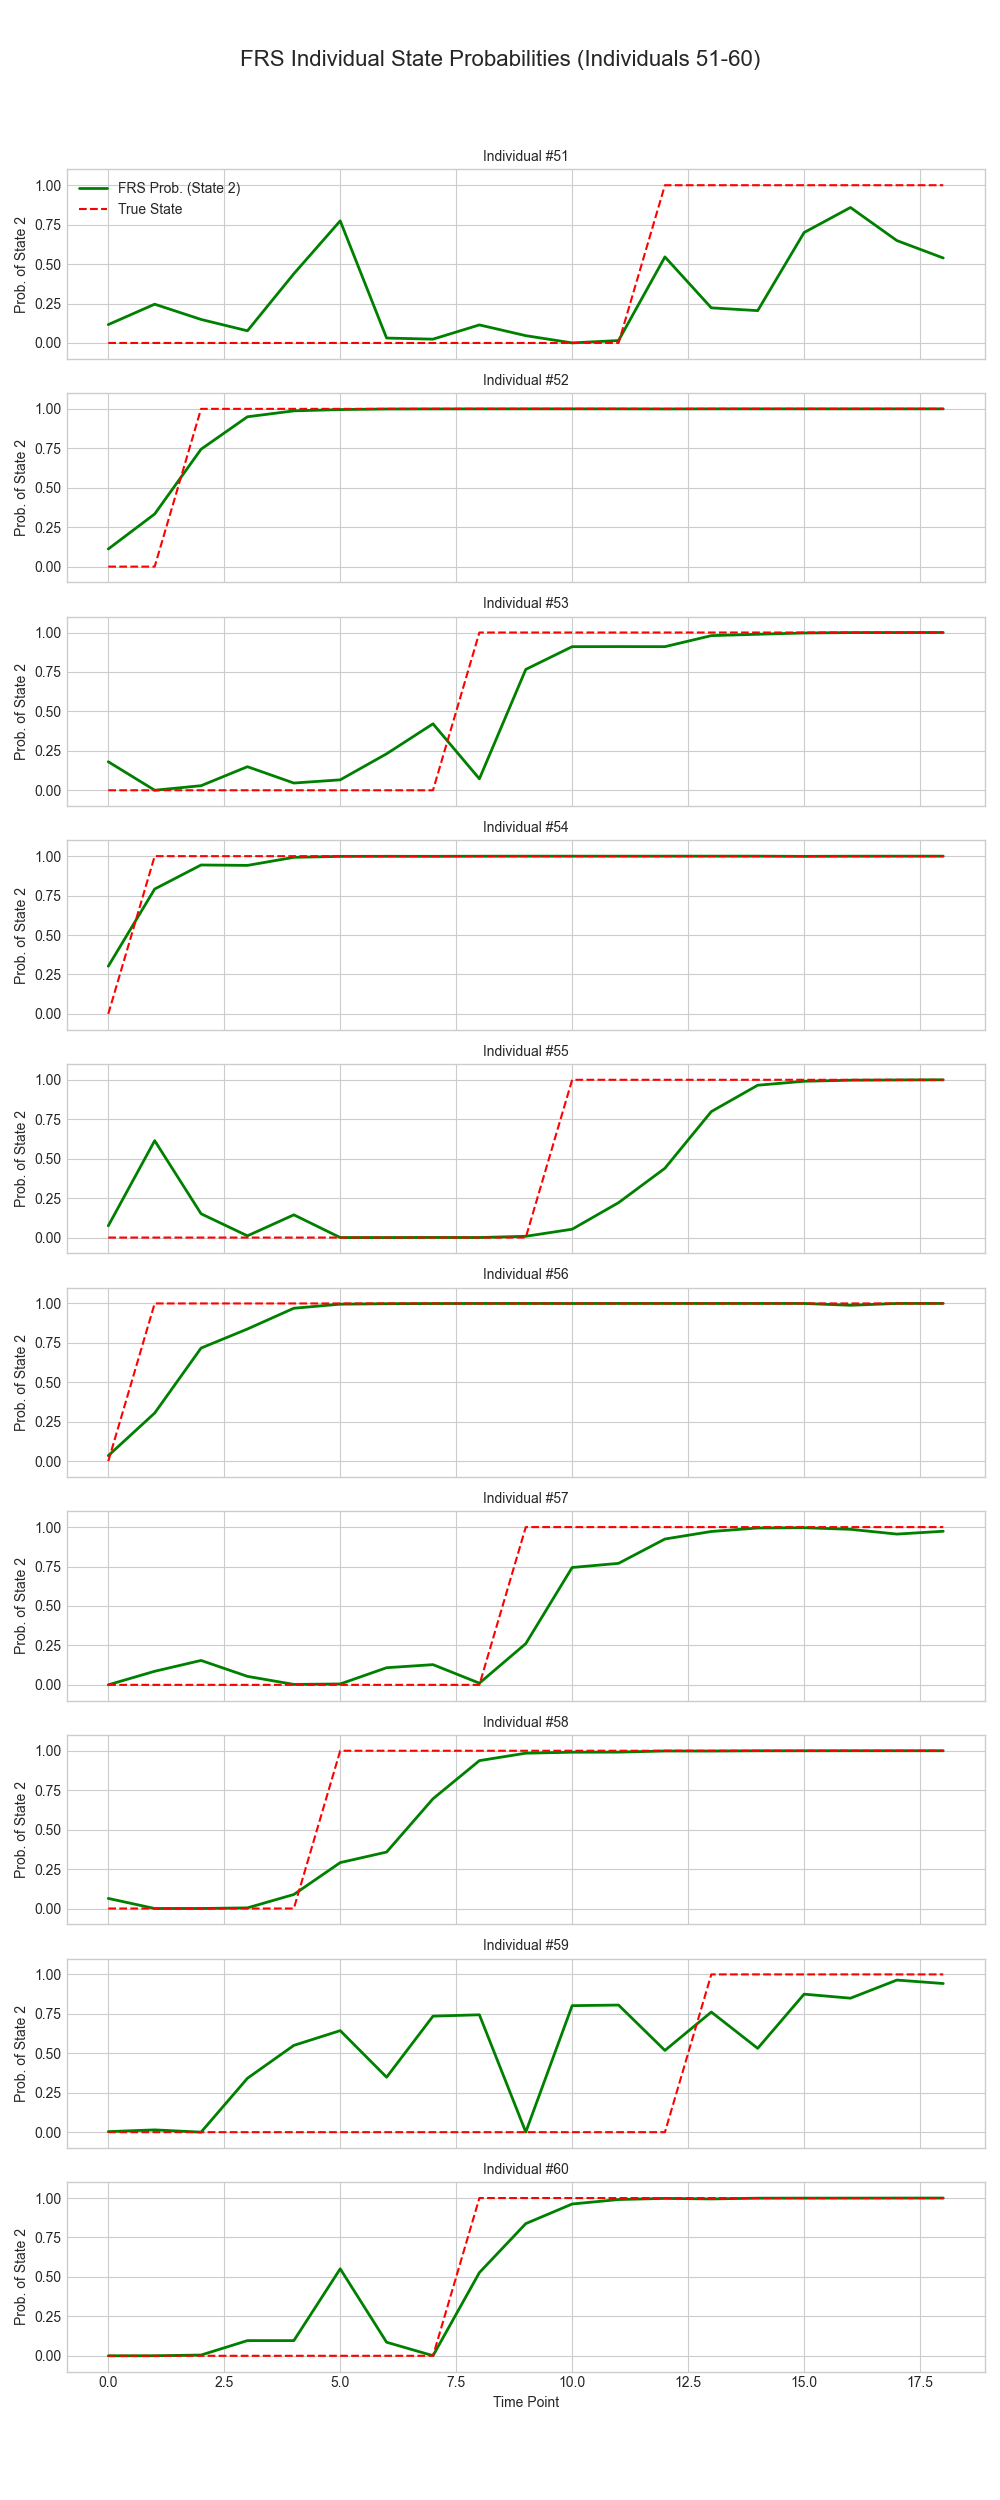 FRS Individual State Probabilities (Individuals 51-60)
Individual #51
FRS Prob. (State 2)
True State
Prob. of State 2
1.00
0.75
0.50
0.25
0.00
Individual #52
Prob. of State 2
1.00
0.75
0.50
0.25
0.00
Individual #53
Prob. of State 2
1.00
0.75
0.50
0.25
0.00
Individual #54
Prob. of State 2
1.00
0.75
0.50
0.25
0.00
Individual #55
Prob. of State 2
1.00
0.75
0.50
0.25
0.00
Individual #56
Prob. of State 2
1.00
0.75
0.50
0.25
0.00
Individual #57
Prob. of State 2
1.00
0.75
0.50
0.25
0.00
Individual #58
Prob. of State 2
1.00
0.75
0.50
0.25
0.00
Individual #59
Prob. of State 2
1.00
0.75
0.50
0.25
0.00
Individual #60
Prob. of State 2
1.00
0.75
0.50
0.25
0.00
0.0 2.5 5.0 7.5 10.0 12.5 15.0 17.5
Time Point